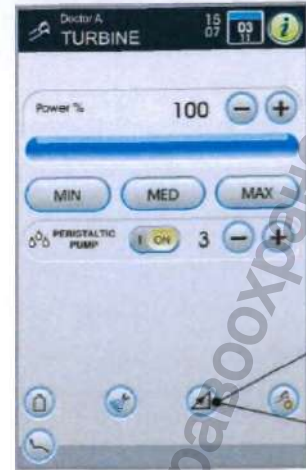 Doctor A
TURBINE
15
07
03
11
i
Power %
100
MIN
MED
MAX
PERISTALTIC
PUMP
I ON
3